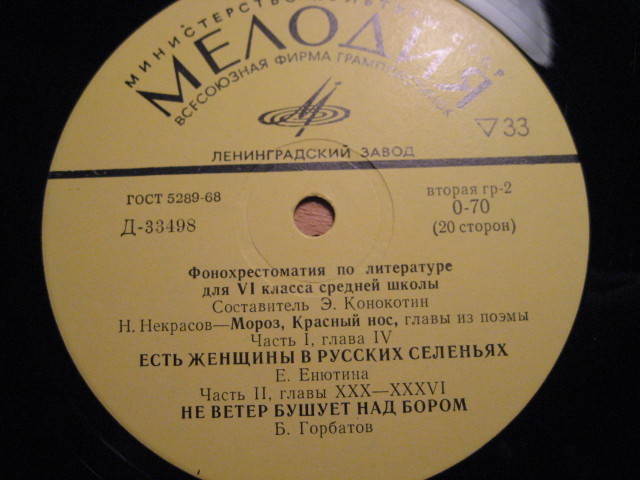 МИНИСТЕРСТВО КУЛЬТУРЫ СССР
МЕЛОДИЯ
ВСЕСОЮЗНАЯ ФИРМА ГРАМПЛАСТИНОК
33
ЛЕНИНГРАДСКИЙ ЗАВОД
ГОСТ 5289-68
Д-33498
вторая гр-2
0-70
(20 сторон)
Фонохрестоматия по литературе
для VI класса средней школы
Составитель Э. Конокотин
Н. Некрасов—Мороз, Красный нос, главы из поэмы
Часть I, глава IV
ЕСТЬ ЖЕНЩИНЫ В РУССКИХ СЕЛЕНЬЯХ
Е. Енютина
Часть II, главы XXX—XXXVI
НЕ ВЕТЕР БУШУЕТ НАД БОРОМ
Б. Горбатов